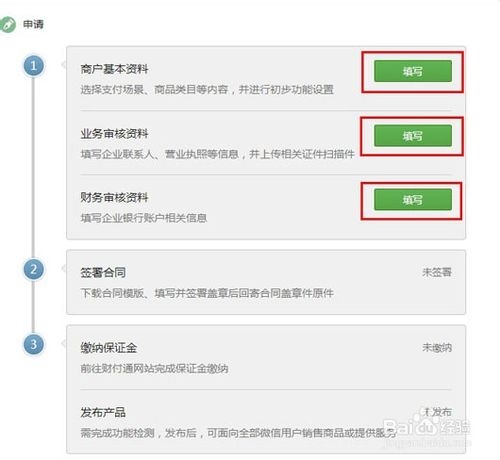 申请
1
商户基本资料
填写
选择支付场景、商品类目等内容，并进行初步功能设置
业务审核资料
填写
填写企业联系人、营业执照等信息，并上传相关证件扫描件
财务审核资料
填写
填写企业银行账户相关信息
2
签署合同
未签署
下载合同模版、填写并签署盖章后回寄合同盖章件原件
3
缴纳保证金
未缴纳
前往财付通网站完成保证金缴纳
发布产品
未发布
需完成功能检测，发布后，可面向全部微信用户销售商品或提供服务
Baidu经验
jingyan.baidu.com